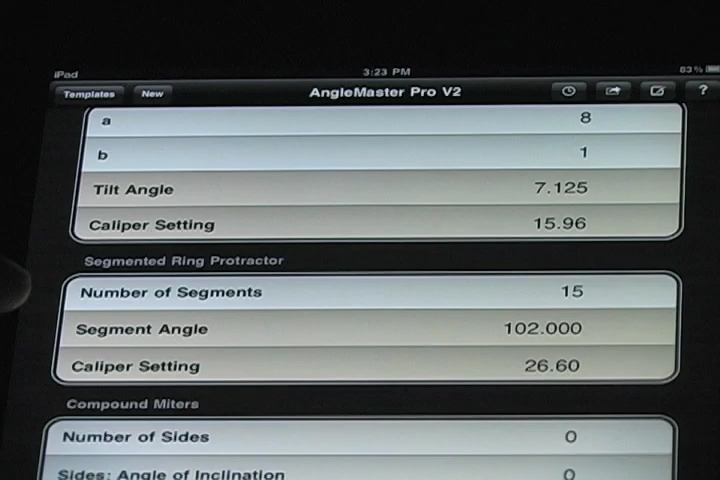 iPad 3:23 PM 83%
Templates New AngleMaster Pro V2 ?
a 8
b 1
Tilt Angle 7.125
Caliper Setting 15.96
Segmented Ring Protractor
Number of Segments 15
Segment Angle 102.000
Caliper Setting 26.60
Compound Miters
Number of Sides 0
Sides: Angle of Inclination 0